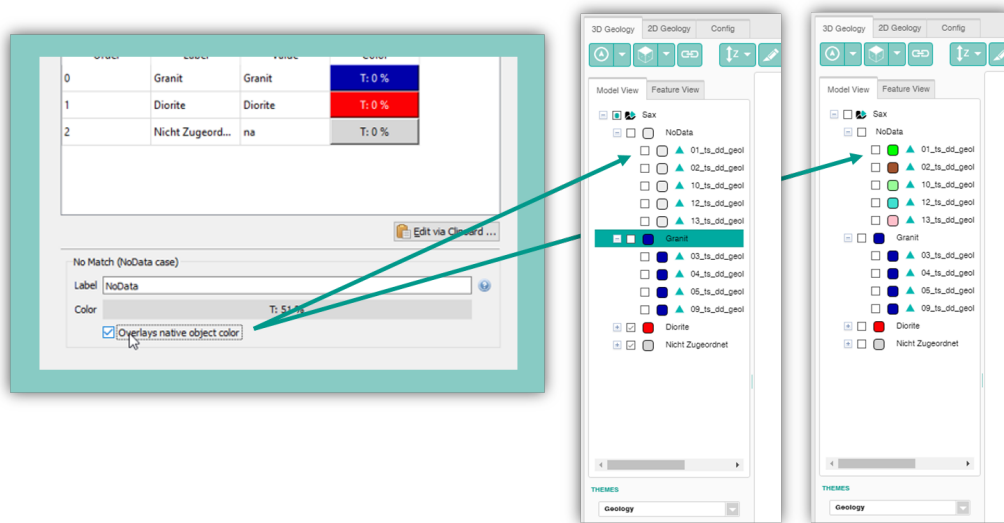 0 Granit Granit T: 0 %
1 Diorite Diorite T: 0 %
2 Nicht Zugeord... na T: 0 %
Edit via Clipboard ...
No Match (NoData case)
Label NoData
Color T: 51 %
Overlays native object color
3D Geology 2D Geology Config
Z
Model View Feature View
Sax
NoData
01_ts_dd_geol
02_ts_dd_geol
10_ts_dd_geol
12_ts_dd_geol
13_ts_dd_geol
Granit
03_ts_dd_geol
04_ts_dd_geol
05_ts_dd_geol
09_ts_dd_geol
Diorite
Nicht Zugeordnet
THEMES
Geology
3D Geology 2D Geology Config
Z
Model View Feature View
Sax
NoData
01_ts_dd_geol
02_ts_dd_geol
10_ts_dd_geol
12_ts_dd_geol
13_ts_dd_geol
Granit
03_ts_dd_geol
04_ts_dd_geol
05_ts_dd_geol
09_ts_dd_geol
Diorite
Nicht Zugeordnet
THEMES
Geology